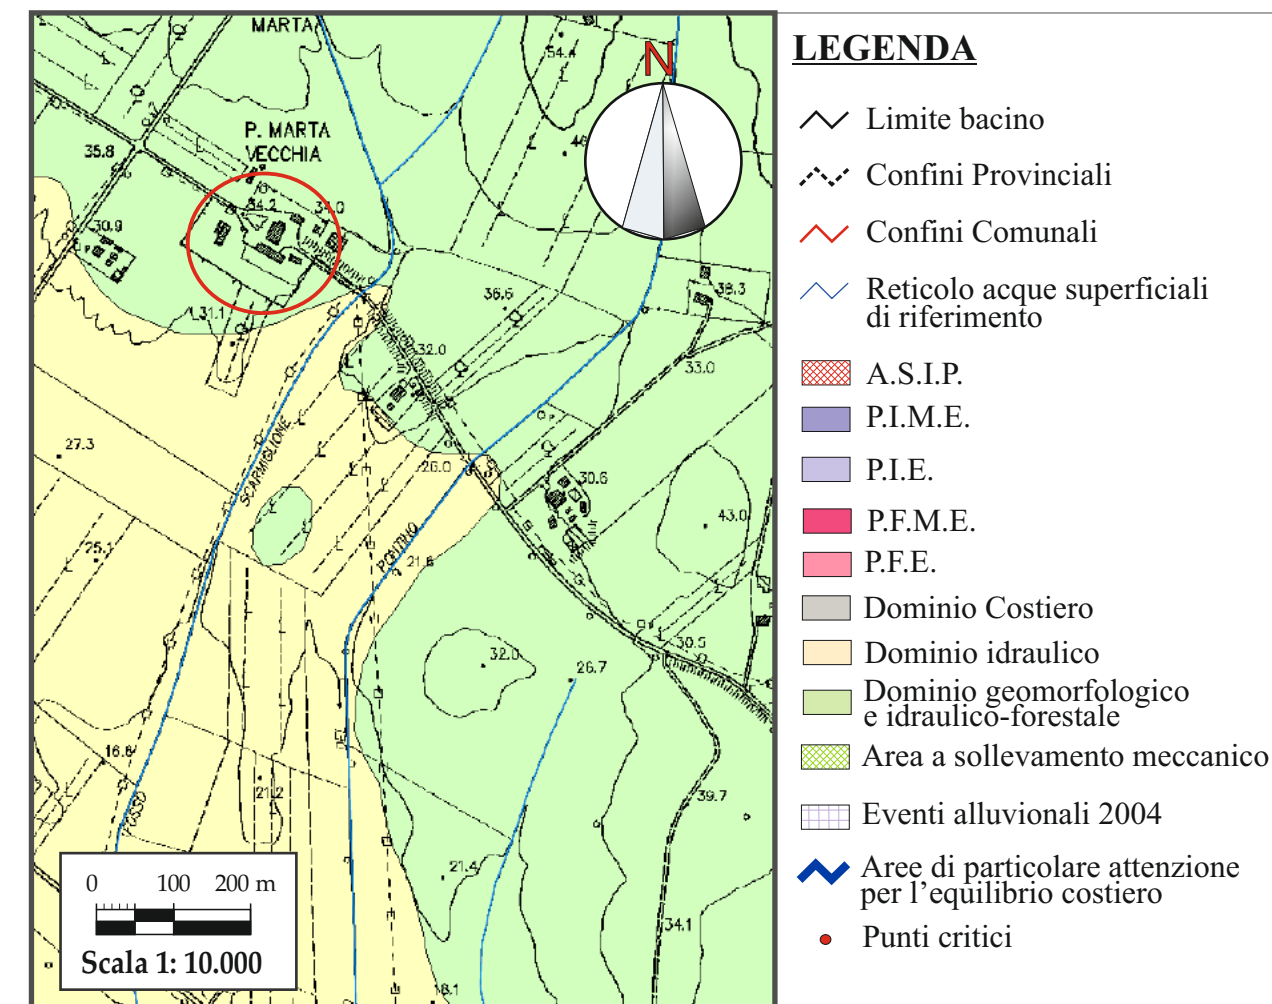 MARTA
54.4
N
P. MARTA
VECCHIA
35.8
34.2
34.0
30.9
31.1
36.6
38.3
32.0
33.0
27.3
SCARMIGLIONE
26.0
30.6
43.0
25.1
PONTINO
21.6
32.0
26.7
30.5
16.8
21.2
39.7
FOSSO
21.4
34.1
18.1
0 100 200 m
Scala 1: 10.000
LEGENDA
Limite bacino
Confini Provinciali
Confini Comunali
Reticolo acque superficiali
di riferimento
A.S.I.P.
P.I.M.E.
P.I.E.
P.F.M.E.
P.F.E.
Dominio Costiero
Dominio idraulico
Dominio geomorfologico
e idraulico-forestale
Area a sollevamento meccanico
Eventi alluvionali 2004
Aree di particolare attenzione
per l’equilibrio costiero
Punti critici